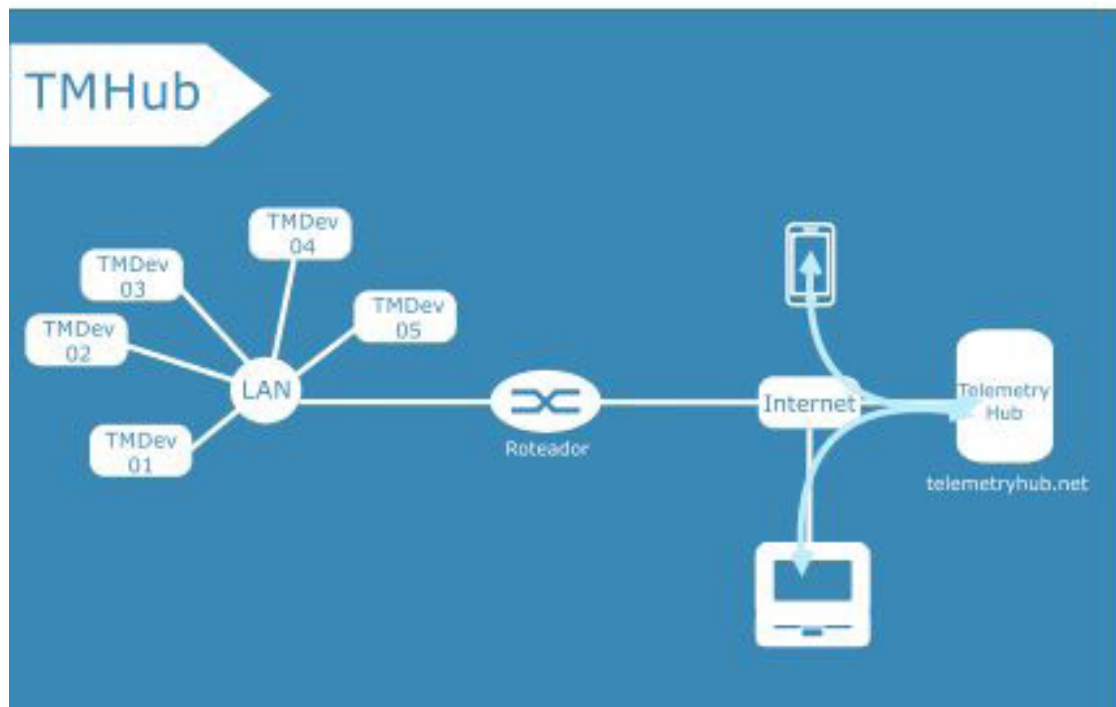 TMHub
TMDev
04
TMDev
03
TMDev
05
TMDev
02
LAN
TMDev
01
Roteador
Internet
Telemetry
Hub
telemetryhub.net